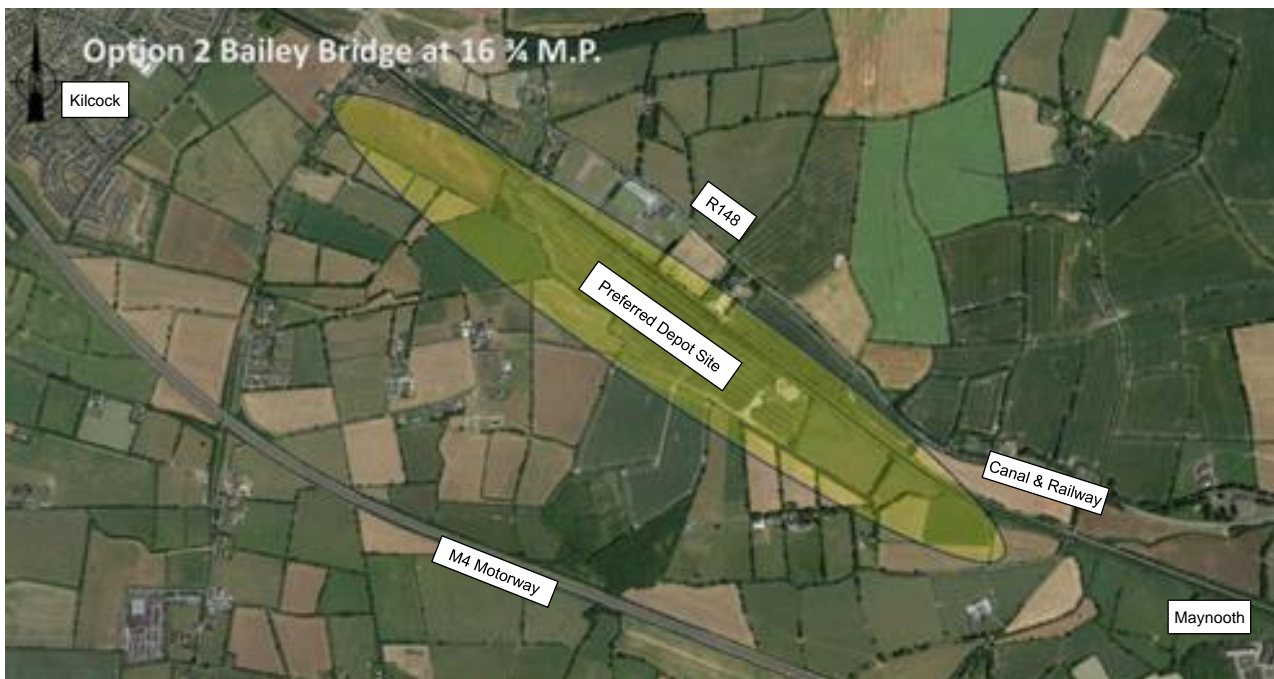 Option 2 Bailey Bridge at 16 ¾ M.P.
Kilcock
R148
Preferred Depot Site
Canal & Railway
M4 Motorway
Maynooth